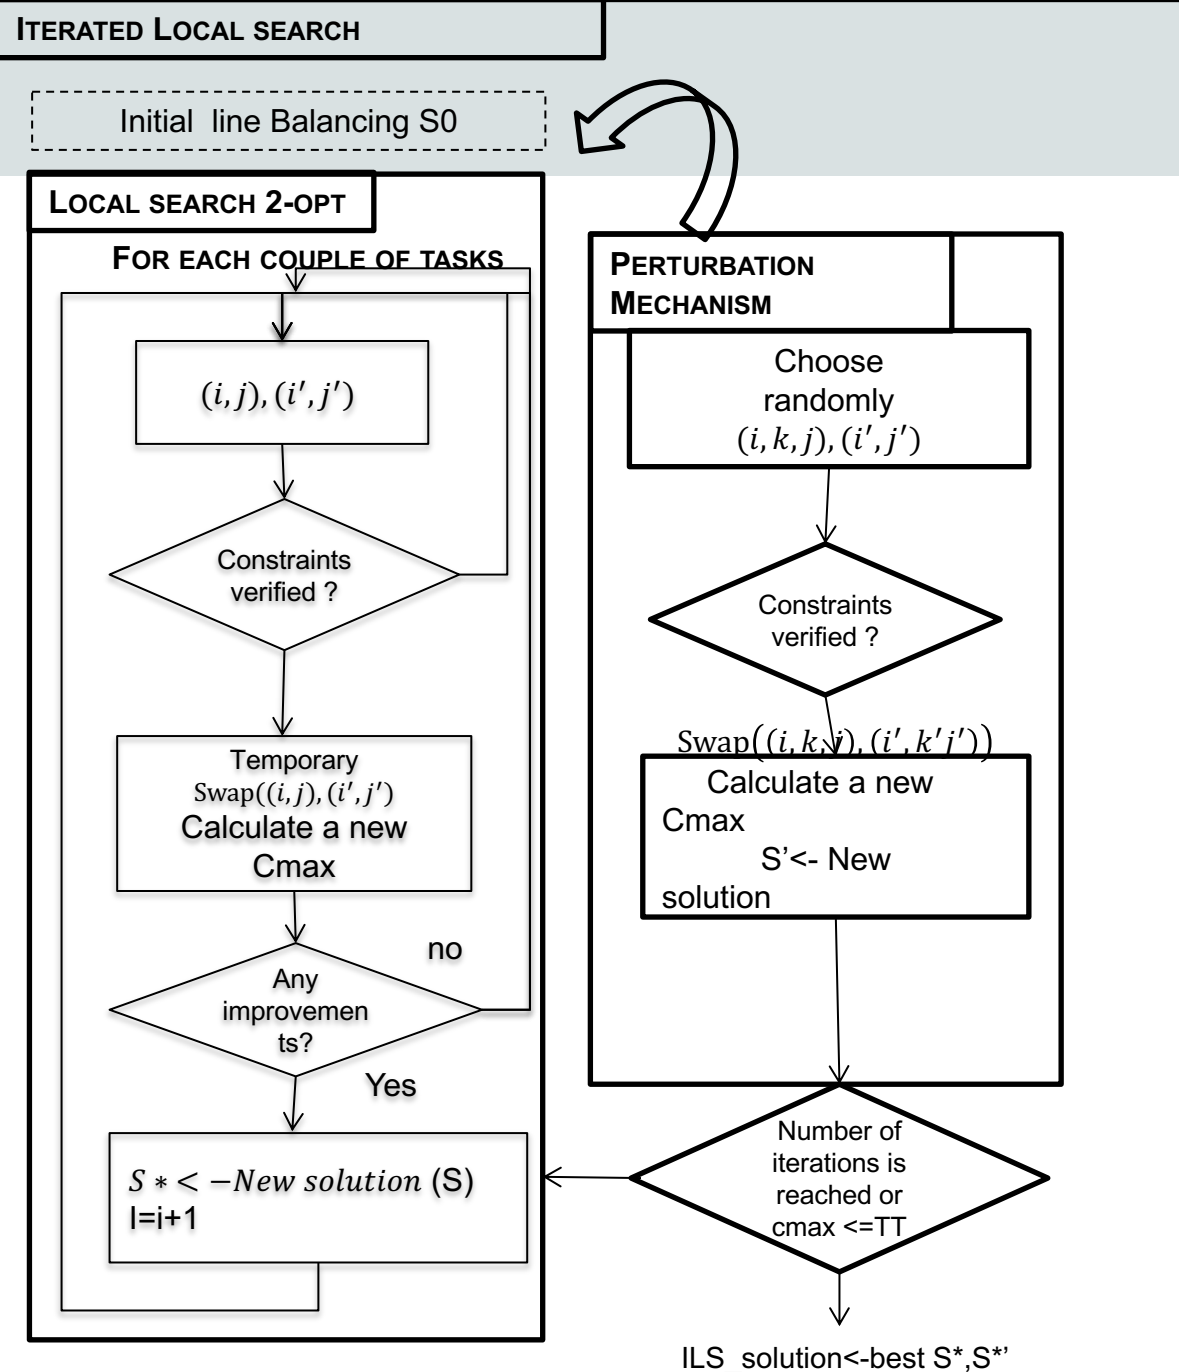 ITERATED LOCAL SEARCH
Initial line Balancing S0
LOCAL SEARCH 2-OPT
FOR EACH COUPLE OF TASKS
(i, j), (i′, j′)
Constraints
verified ?
Temporary
Swap((i, j), (i′, j′)
Calculate a new
Cmax
no
Any
improvemen
ts?
Yes
S * < −New solution (S)
I=i+1
PERTURBATION
MECHANISM
Choose
randomly
(i, k, j), (i′, j′)
Constraints
verified ?
Swap((i, k, j), (i′, k′j′))
Calculate a new
Cmax
S’<- New
solution
Number of
iterations is
reached or
cmax <=TT
ILS solution<-best S*,S*’